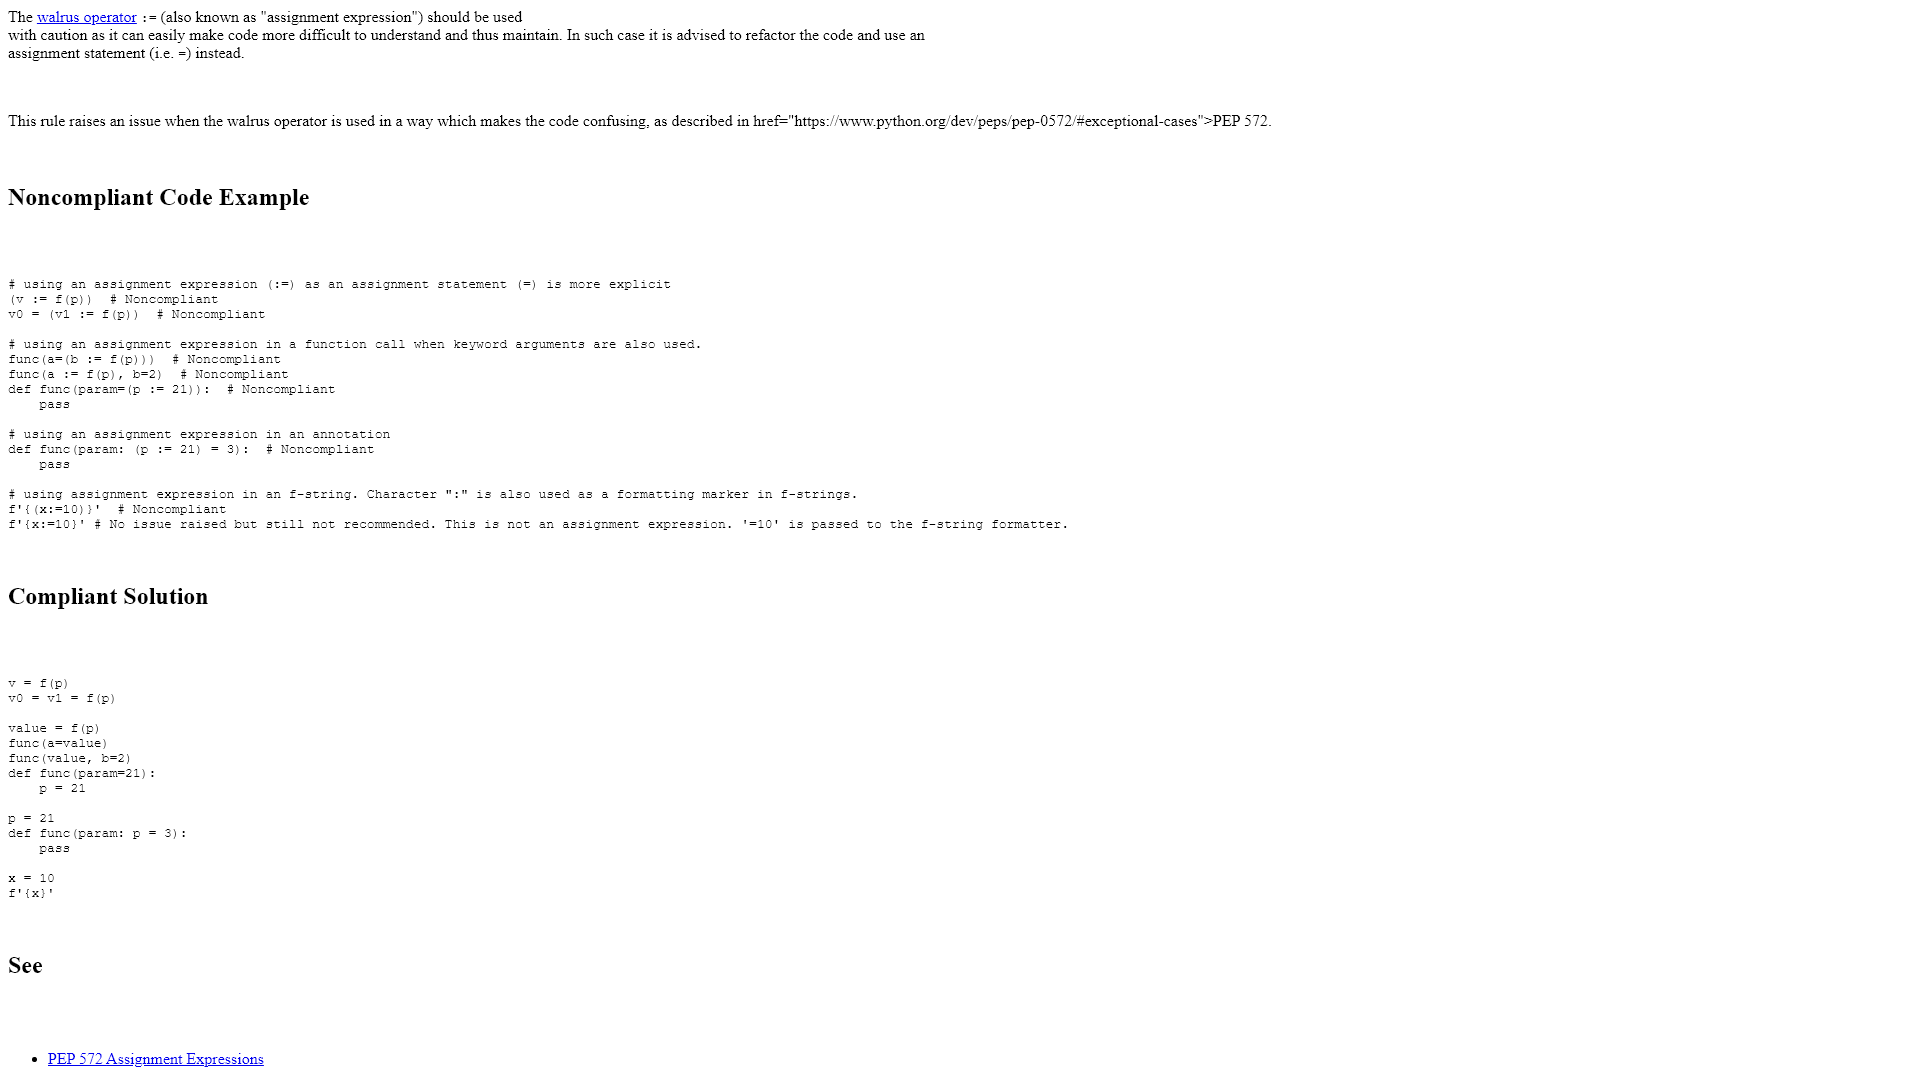 The walrus operator := (also known as "assignment expression") should be used
with caution as it can easily make code more difficult to understand and thus maintain. In such case it is advised to refactor the code and use an
assignment statement (i.e. =) instead.
This rule raises an issue when the walrus operator is used in a way which makes the code confusing, as described in href="https://www.python.org/dev/peps/pep-0572/#exceptional-cases">PEP 572.
Noncompliant Code Example
# using an assignment expression (:=) as an assignment statement (=) is more explicit
(v := f(p))  # Noncompliant
v0 = (v1 := f(p))  # Noncompliant
# using an assignment expression in a function call when keyword arguments are also used.
func(a=(b := f(p)))  # Noncompliant
func(a := f(p), b=2)  # Noncompliant
def func(param=(p := 21)):  # Noncompliant
    pass
# using an assignment expression in an annotation
def func(param: (p := 21) = 3):  # Noncompliant
    pass
# using assignment expression in an f-string. Character ":" is also used as a formatting marker in f-strings.
f'{(x:=10)}'  # Noncompliant
f'{x:=10}' # No issue raised but still not recommended. This is not an assignment expression. '=10' is passed to the f-string formatter.
Compliant Solution
v = f(p)
v0 = v1 = f(p)
value = f(p)
func(a=value)
func(value, b=2)
def func(param=21):
    p = 21
p = 21
def func(param: p = 3):
    pass
x = 10
f'{x}'
See
• PEP 572 Assignment Expressions